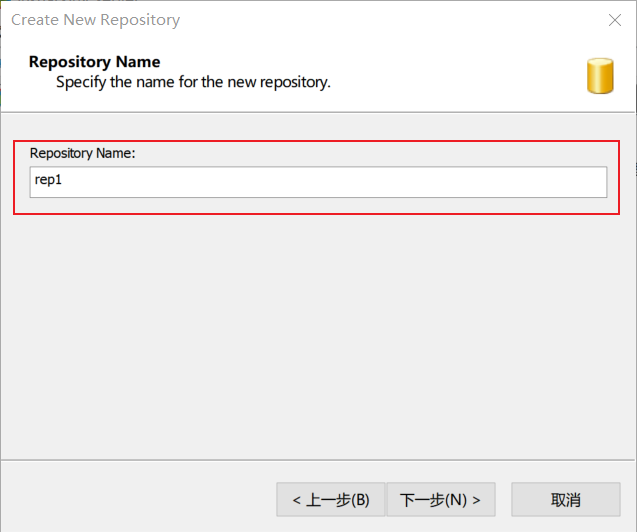 Create New Repository
Repository Name
Specify the name for the new repository.
Repository Name:
rep1
< 上一步(B)
下一步(N) >
取消